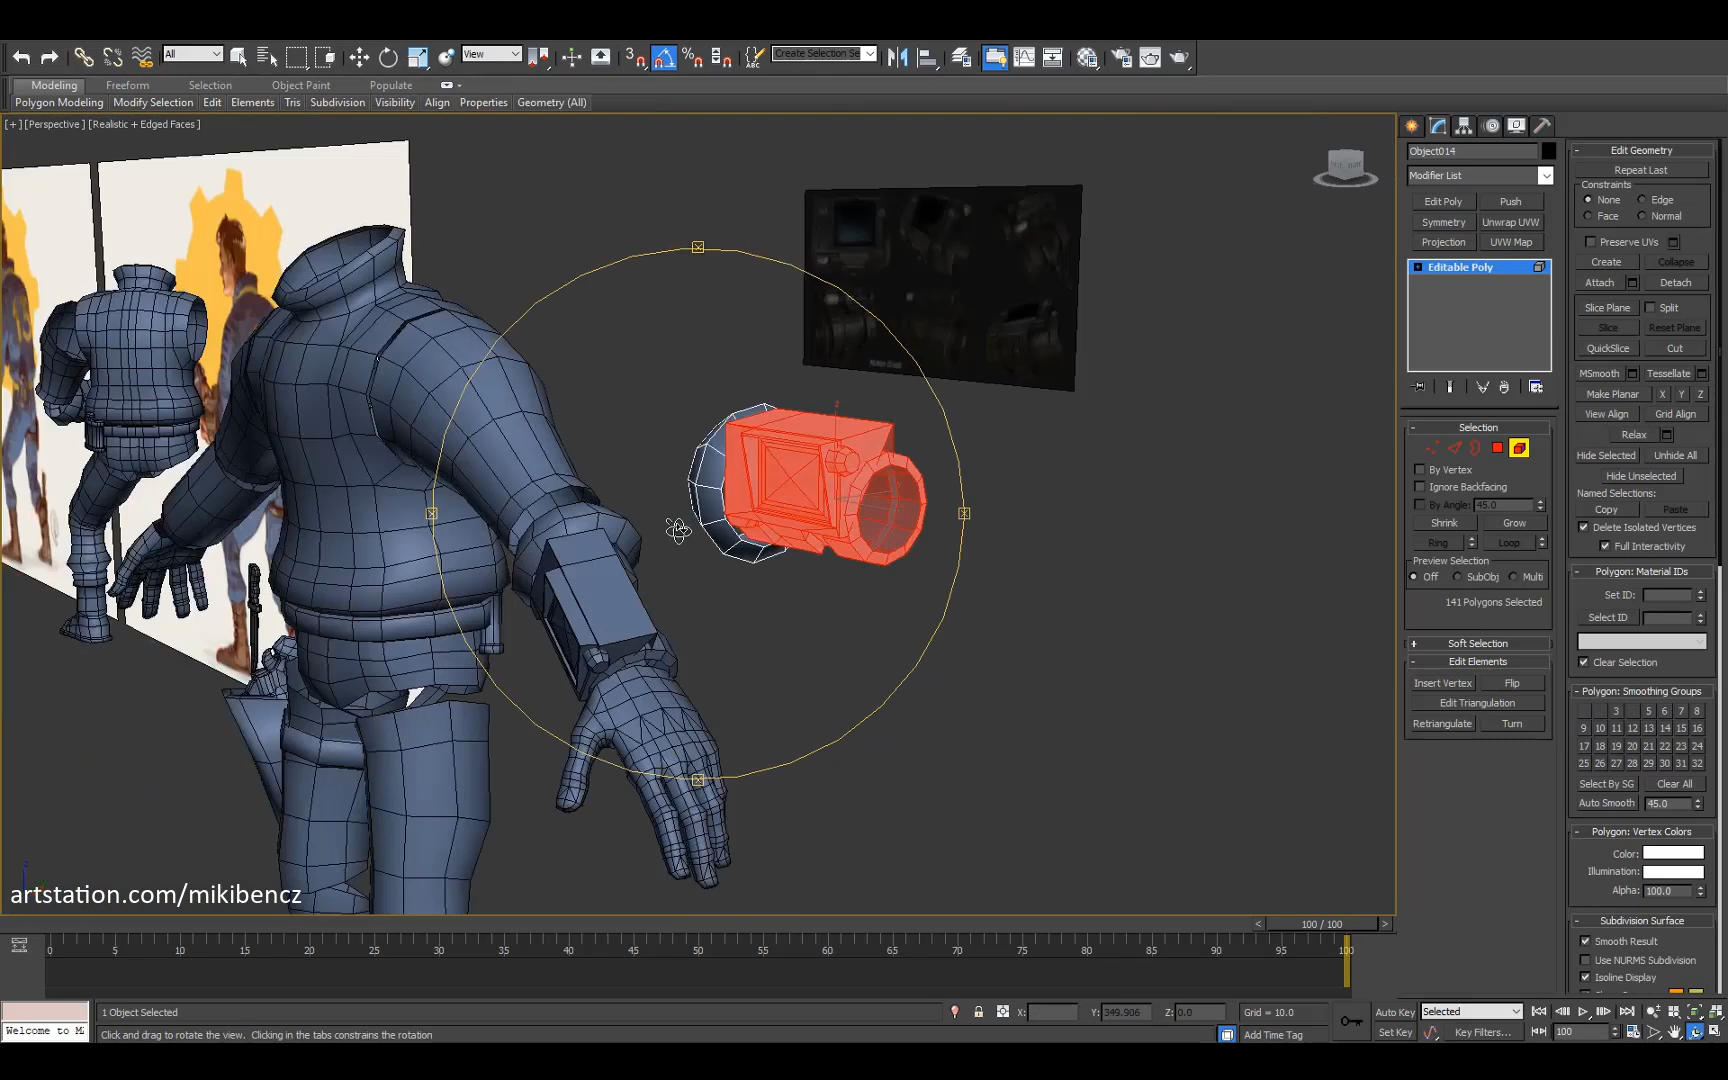 All
View
3
%
ABC
Create Selection Se
Modeling Freeform Selection Object Paint Populate
Polygon Modeling Modify Selection Edit Elements Tris Subdivision Visibility Align Properties Geometry (All)
[+] [Perspective] [Realistic + Edged Faces]
Object014
Modifier List
Edit Poly Push
Symmetry Unwrap UVW
Projection UVW Map
Editable Poly
- Selection
By Vertex
Ignore Backfacing
By Angle: 45.0
Shrink Grow
Ring Loop
Preview Selection
Off SubObj Multi
141 Polygons Selected
+ Soft Selection
- Edit Elements
Insert Vertex Flip
Edit Triangulation
Retriangulate Turn
- Edit Geometry
Repeat Last
Constraints
None Edge
Face Normal
Preserve UVs
Create Collapse
Attach Detach
Slice Plane Split
Slice Reset Plane
QuickSlice Cut
MSmooth Tessellate
Make Planar X Y Z
View Align Grid Align
Relax
Hide Selected Unhide All
Hide Unselected
Named Selections:
Copy Paste
Delete Isolated Vertices
Full Interactivity
- Polygon: Material IDs
Set ID:
Select ID
Clear Selection
- Polygon: Smoothing Groups
3 5 6 7 8
9 10 11 12 13 14 15 16
17 18 19 20 21 22 23 24
25 26 27 28 29 30 31 32
Select By SG Clear All
Auto Smooth 45.0
- Polygon: Vertex Colors
Color:
Illumination:
Alpha: 100.0
- Subdivision Surface
Smooth Result
Use NURMS Subdivision
Isoline Display
z
artstation.com/mikibencz
< 100 / 100 >
0 5 10 15 20 25 30 35 40 45 50 55 60 65 70 75 80 85 90 95 100
1 Object Selected
X: Y: 349.906 Z: 0.0 Grid = 10.0
Auto Key Selected
Welcome to M
Click and drag to rotate the view. Clicking in the tabs constrains the rotation
Add Time Tag
Set Key Key Filters... 100